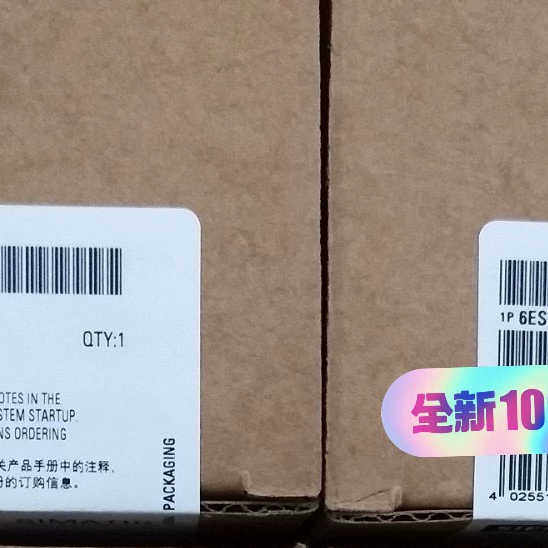 QTY:1
OTES IN THE
STEM STARTUP.
NS ORDERING
关产品手册中的注释,
的订购信息。
PACKAGING
1P 6ES
全新10
4 02551